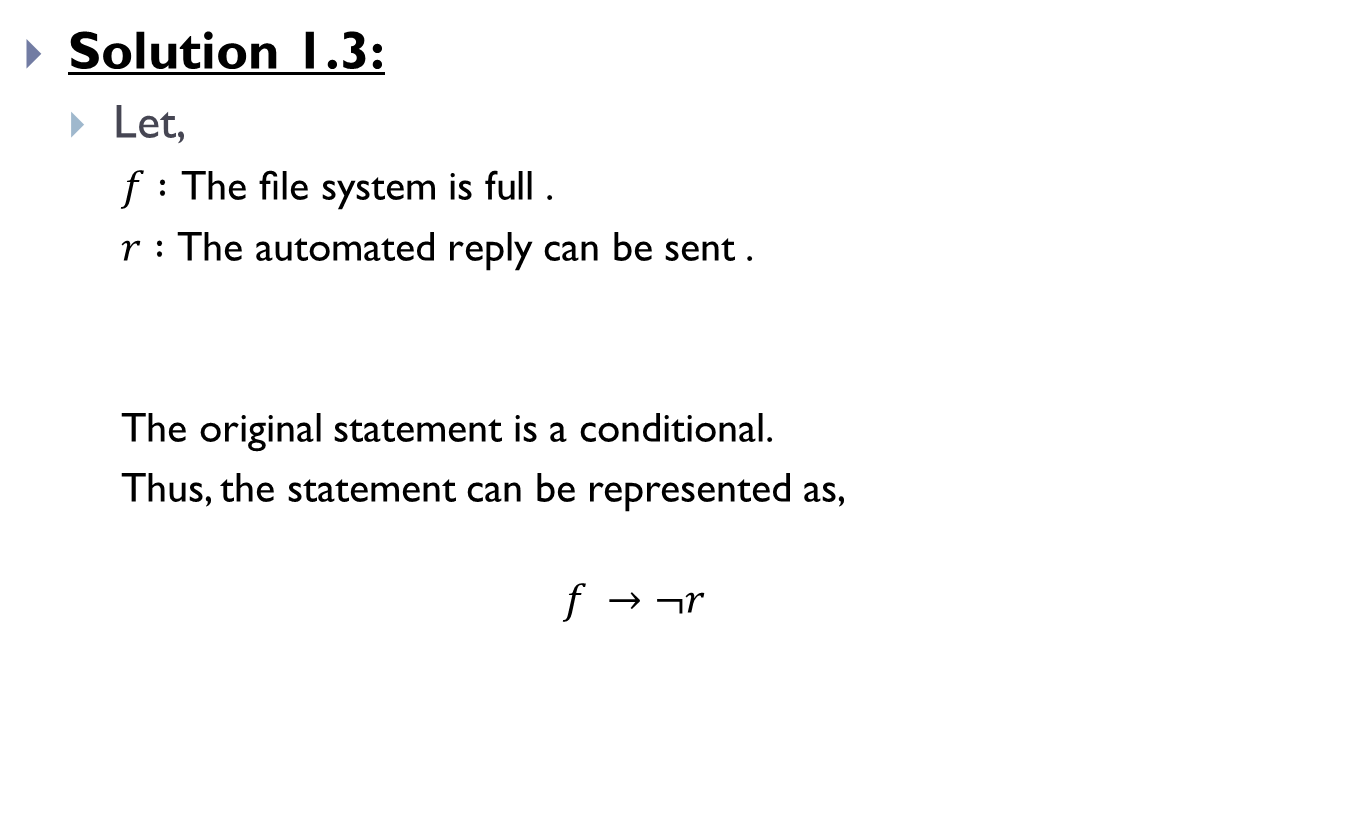 Solution 1.3:
Let,
f : The file system is full .
r : The automated reply can be sent .
The original statement is a conditional.
Thus, the statement can be represented as,
f → ¬r